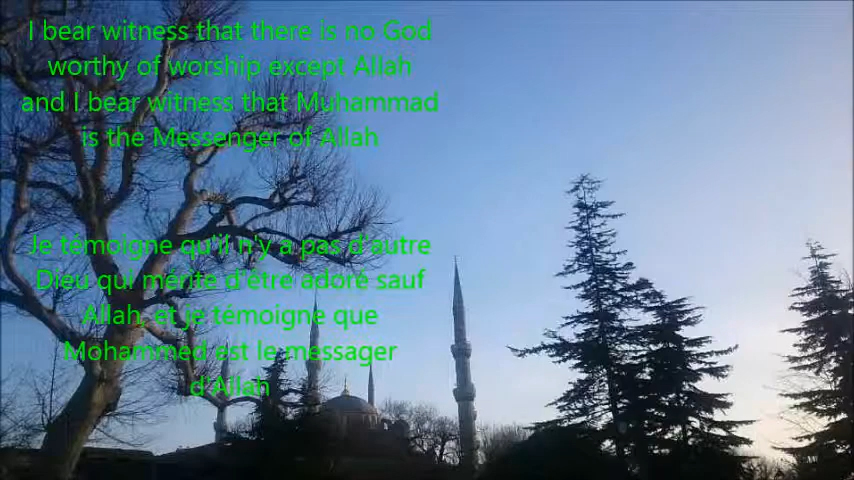 I bear witness that there is no God
worthy of worship except Allah
and I bear witness that Muhammad
is the Messenger of Allah
Je témoigne qu'il n'y a pas d'autre
Dieu qui mérite d'être adoré sauf
Allah, et je témoigne que
Mohammed est le messager
d'Allah